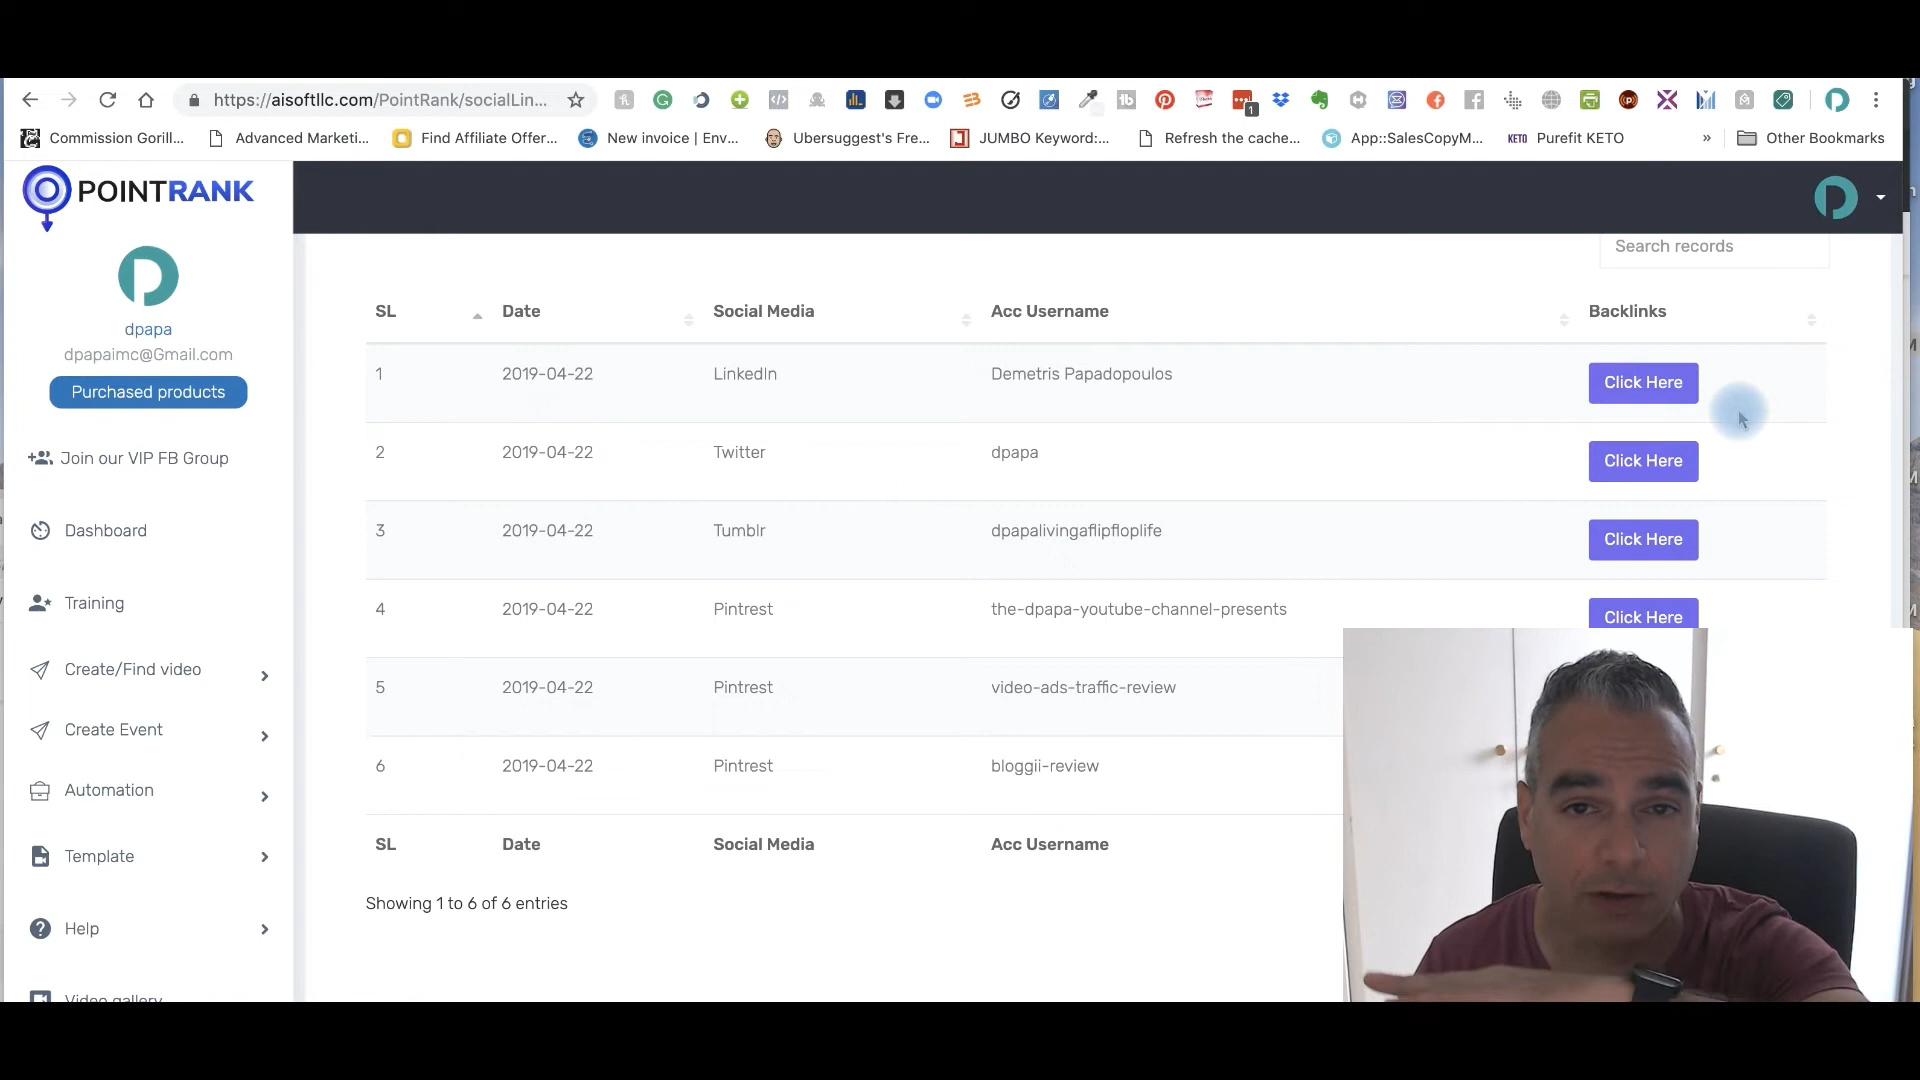 https://aisoftllc.com/PointRank/socialLin...
1
Commission Gorill... Advanced Marketi... Find Affiliate Offer... New invoice | Env... Ubersuggest's Fre... JUMBO Keyword:... Refresh the cache... App::SalesCopyM... KETO Purefit KETO » Other Bookmarks
POINTRANK
Search records
dpapa
dpapaimc@Gmail.com
Purchased products
Join our VIP FB Group
Dashboard
Training
Create/Find video
Create Event
Automation
Template
Help
Video gallery
SL Date Social Media Acc Username Backlinks
1 2019-04-22 LinkedIn Demetris Papadopoulos Click Here
2 2019-04-22 Twitter dpapa Click Here
3 2019-04-22 Tumblr dpapalivingaflipfloplife Click Here
4 2019-04-22 Pintrest the-dpapa-youtube-channel-presents Click Here
5 2019-04-22 Pintrest video-ads-traffic-review
6 2019-04-22 Pintrest bloggii-review
SL Date Social Media Acc Username
Showing 1 to 6 of 6 entries